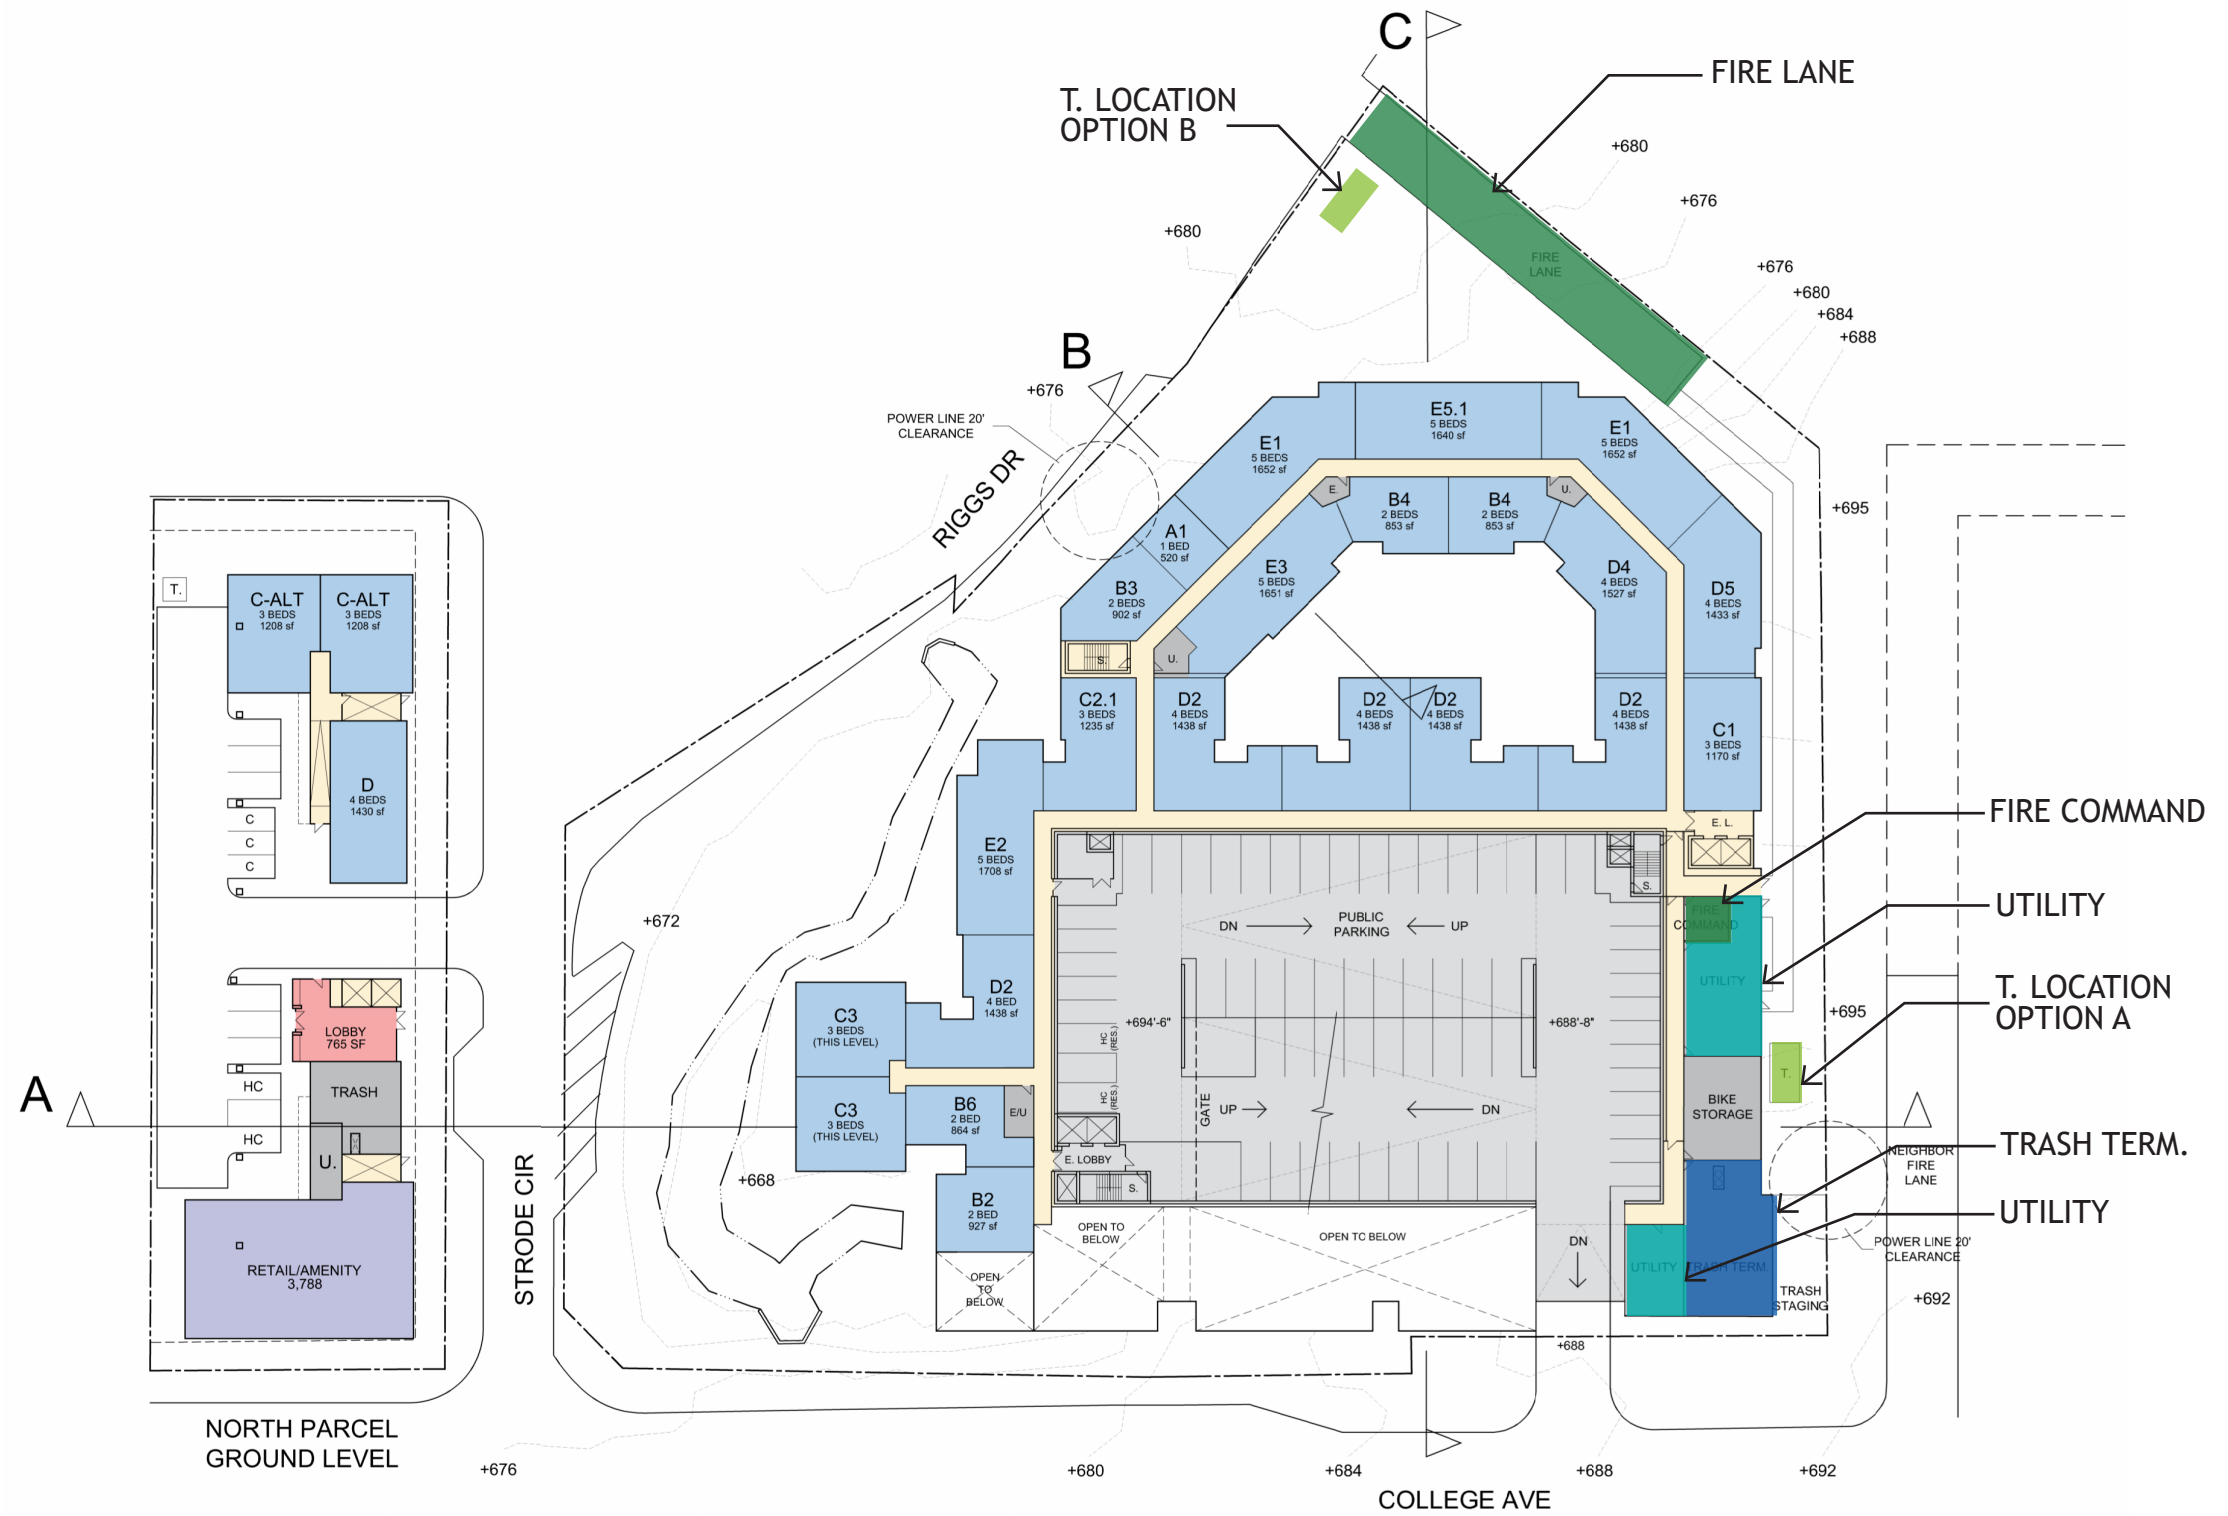 C
FIRE LANE
T. LOCATION
OPTION B
+680
+676
+680
FIRE
LANE
+676
+680
+684
+688
B
+676
POWER LINE 20'
CLEARANCE
RIGGS DR
E5.1
5 BEDS
1640 sf
E1
5 BEDS
1652 sf
E1
5 BEDS
1652 sf
E.
U.
B4
2 BEDS
853 sf
B4
2 BEDS
853 sf
+695
A1
1 BED
520 sf
E3
5 BEDS
1651 sf
D4
4 BEDS
1527 sf
B3
2 BEDS
902 sf
D5
4 BEDS
1433 sf
S.
U.
C2.1
3 BEDS
1235 sf
D2
4 BEDS
1438 sf
D2
4 BEDS
1438 sf
D2
4 BEDS
1438 sf
D2
4 BEDS
1438 sf
C1
3 BEDS
1170 sf
T.
C-ALT
3 BEDS
1208 sf
C-ALT
3 BEDS
1208 sf
D
4 BEDS
1430 sf
C
C
C
LOBBY
765 SF
TRASH
HC
HC
U.
RETAIL/AMENITY
3,788
A
NORTH PARCEL
GROUND LEVEL
STRODE CIR
+672
+668
E2
5 BEDS
1708 sf
D2
4 BED
1438 sf
C3
3 BEDS
(THIS LEVEL)
C3
3 BEDS
(THIS LEVEL)
B6
2 BED
864 sf
E/U
B2
2 BED
927 sf
OPEN
TO
BELOW
OPEN TO
BELOW
OPEN TO BELOW
E. L.
S.
PUBLIC
PARKING
DN
UP
+694'-6"
+688'-8"
HC
(RES.)
HC
(RES.)
GATE
UP
DN
E. LOBBY
S.
DN
FIRE COMMAND
FIRE
COMMAND
UTILITY
UTILITY
T. LOCATION
OPTION A
+695
T.
BIKE
STORAGE
TRASH TERM.
NEIGHBOR
FIRE
LANE
UTILITY
POWER LINE 20'
CLEARANCE
UTILITY
TRASH TERM.
TRASH
STAGING
+692
+688
+676
+680
+684
+688
+692
COLLEGE AVE